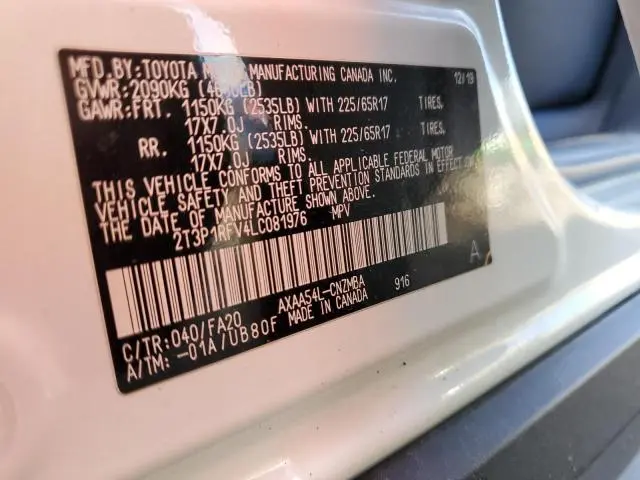 MFD. BY: TOYOTA MANUFACTURING CANADA INC. 12/19
GVWR: 2090KG
GAWR: FRT. 1150KG (2535LB) WITH 225/65R17 TIRES.
17X7.0J RIMS.
RR. 1150KG (2535LB) WITH 225/65R17 TIRES.
17X7.0J RIMS.
THIS VEHICLE CONFORMS TO ALL APPLICABLE FEDERAL MOTOR
VEHICLE SAFETY AND THEFT PREVENTION STANDARDS IN EFFECT ON
THE DATE OF MANUFACTURE SHOWN ABOVE.
2T3P1RFV4LC081976 MPV
A
AXAA54L-CNZMBA 916
C/TR: 040/FA20 MADE IN CANADA
A/TM: -01A/UB80F